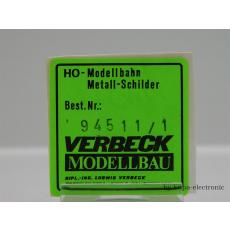 HO-Modellbahn
Metall-Schilder
Best.Nr.:
94511/1
VERBECK
MODELLBAU
DIPL.-ING. LUDWIG VERBECK